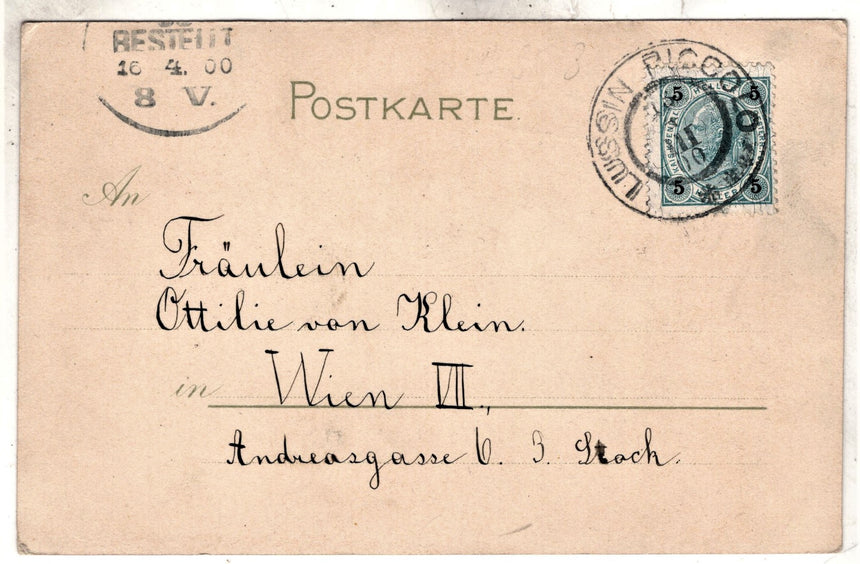 BESTELLT
16 4. 00
8 V.
POSTKARTE.
LUSSIN PICCOLO
5 5
5 5
An
Fräulein
Ottilie von Klein.
in Wien VII.,
Andreasgasse 6. 3. Stock.